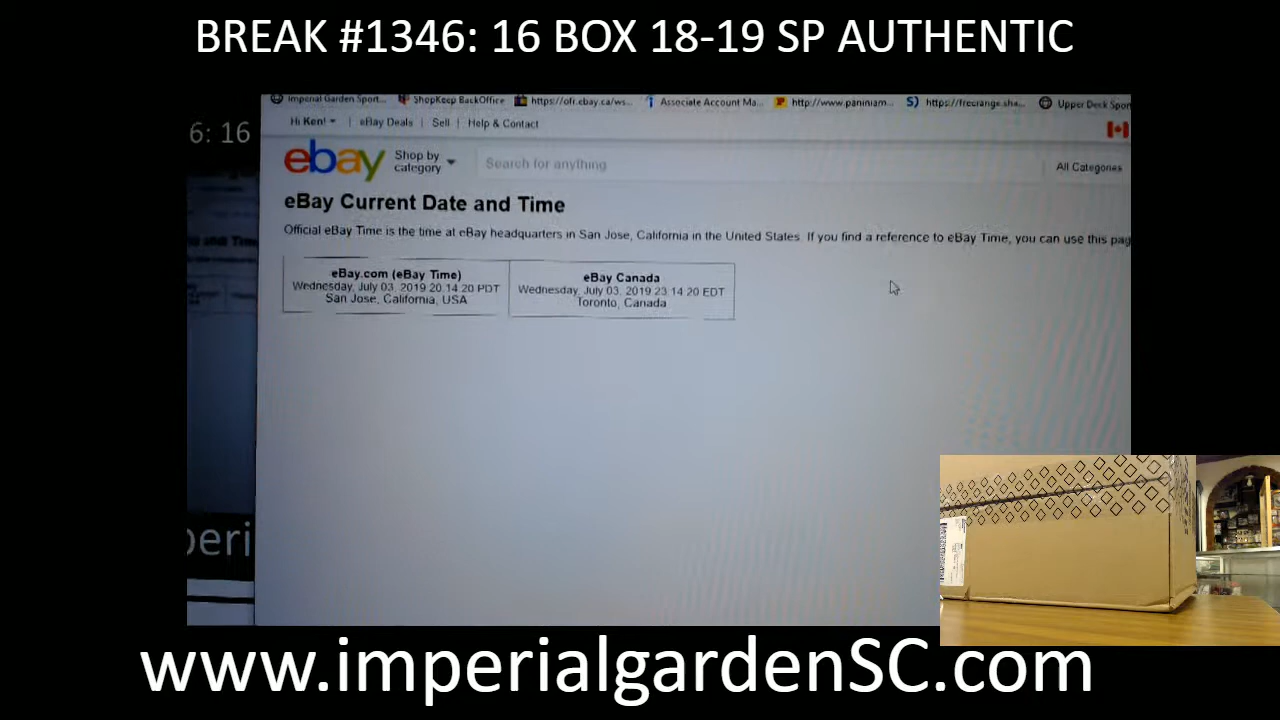 BREAK #1346: 16 BOX 18-19 SP AUTHENTIC
Imperial Garden Sport... ShopKeep BackOffice https://ofr.ebay.ca/ws... Associate Account Ma... http://www.paniniam... https://freerange.sha... Upper Deck Spor
6: 16
Hi Ken! eBay Deals Sell Help & Contact
ebay Shop by category Search for anything All Categories
eBay Current Date and Time
Official eBay Time is the time at eBay headquarters in San Jose, California in the United States. If you find a reference to eBay Time, you can use this pag
eBay.com (eBay Time)
Wednesday, July 03, 2019 20:14:20 PDT
San Jose, California, USA
eBay Canada
Wednesday, July 03, 2019 23:14:20 EDT
Toronto, Canada
peri
www.imperialgardenSC.com